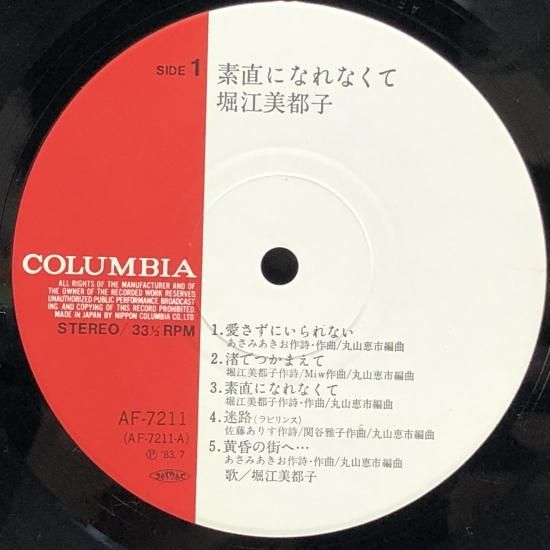 SIDE 1
素直になれなくて
堀江美都子
COLUMBIA
ALL RIGHTS OF THE MANUFACTURER AND OF
THE OWNER OF THE RECORDED WORK RESERVED
UNAUTHORIZED PUBLIC PERFORMANCE BROADCAST
ING AND COPYING OF THIS RECORD PROHIBITED.
MADE IN JAPAN BY NIPPON COLUMBIA CO.,LTD
STEREO/33⅓ RPM
AF-7211
(AF-7211-A)
Ⓟ '83.7
1.愛さずにいられない
あさみあきお作詩・作曲/丸山恵市編曲
2.渚でつかまえて
堀江美都子作詩/Miw作曲/丸山恵市編曲
3.素直になれなくて
堀江美都子作詩・作曲/丸山恵市編曲
4.迷路(ラビリンス)
佐藤ありす作詩/関谷雅子作曲/丸山恵市編曲
5.黄昏の街へ…
あさみあきお作詩・作曲/丸山恵市編曲
歌/堀江美都子